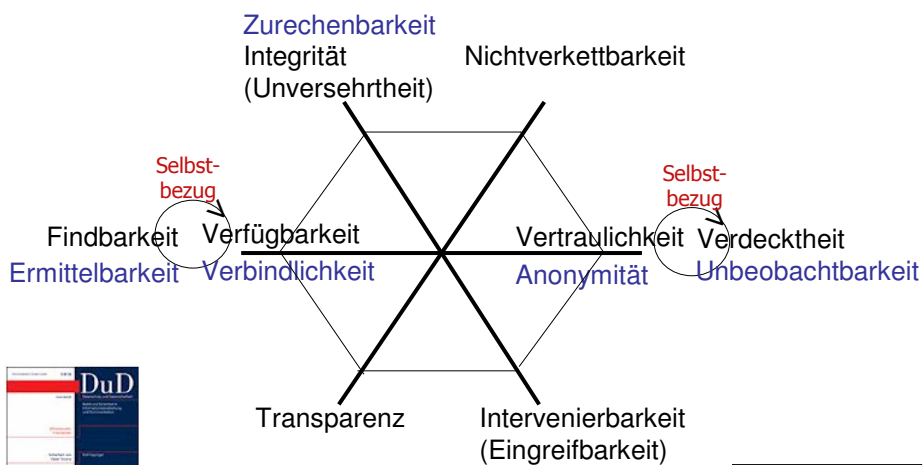 Zurechenbarkeit
Integrität
(Unversehrtheit)
Nichtverkettbarkeit
Selbst-
bezug
Selbst-
bezug
Findbarkeit
Verfügbarkeit
Vertraulichkeit
Verdecktheit
Ermittelbarkeit
Verbindlichkeit
Anonymität
Unbeobachtbarkeit
Transparenz
Intervenierbarkeit
(Eingreifbarkeit)
DuD